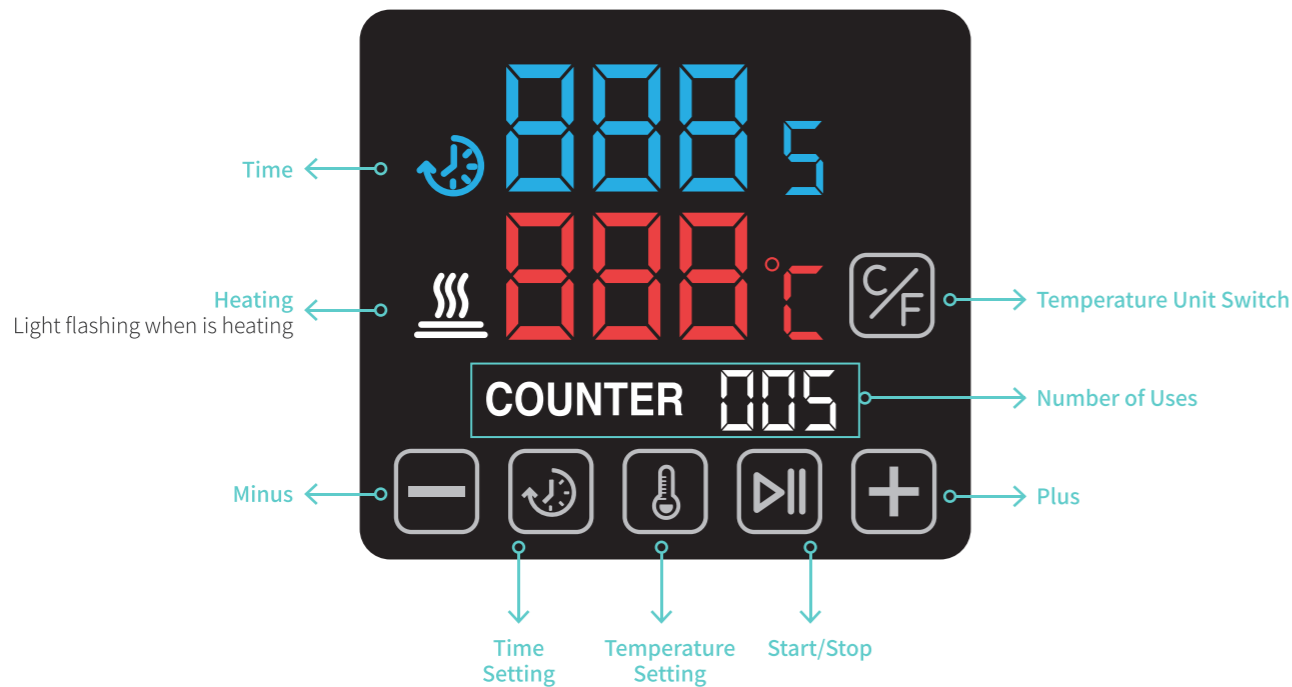 888 S
Time
888 °C
C/F
Heating
Light flashing when is heating
Temperature Unit Switch
COUNTER 005
Number of Uses
Minus
Plus
Time
Setting
Temperature
Setting
Start/Stop